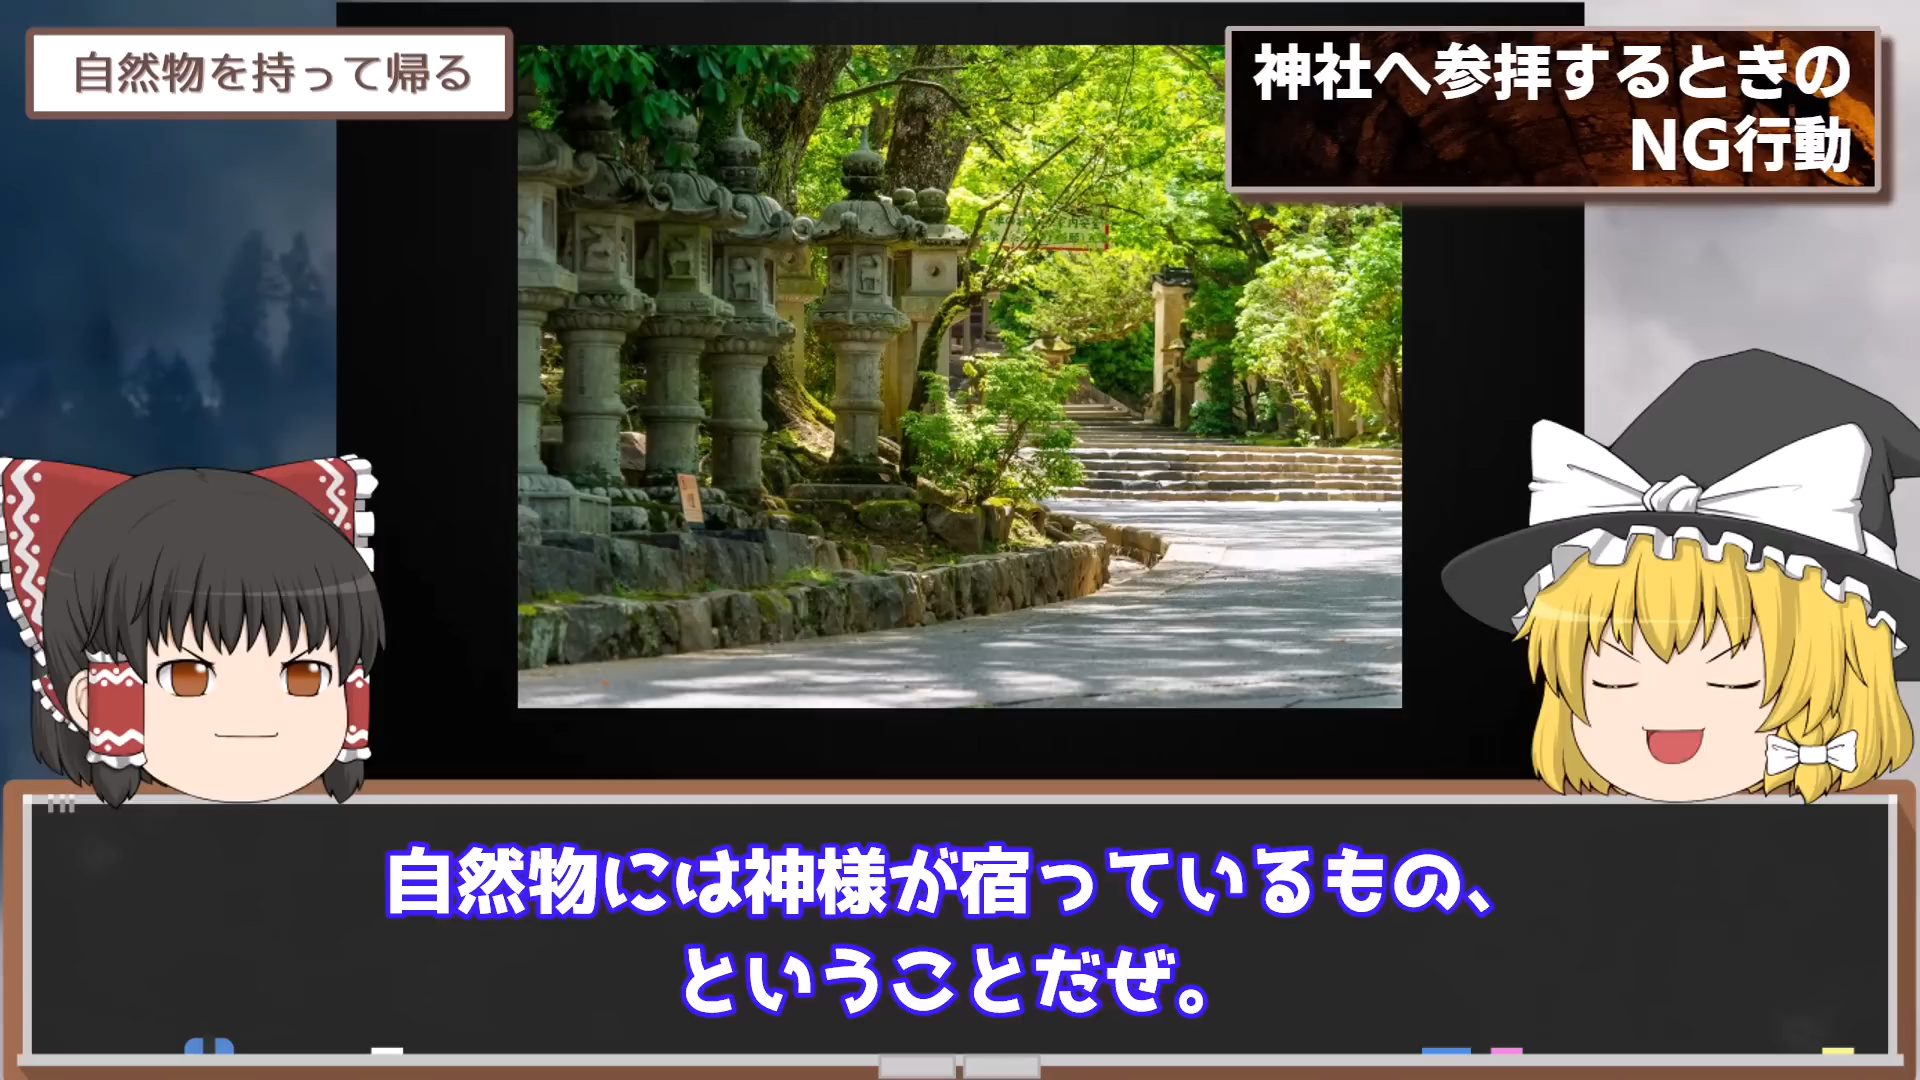 自然物を持って帰る
神社へ参拝するときの
NG行動
自然物には神様が宿っているもの、
ということだぜ。